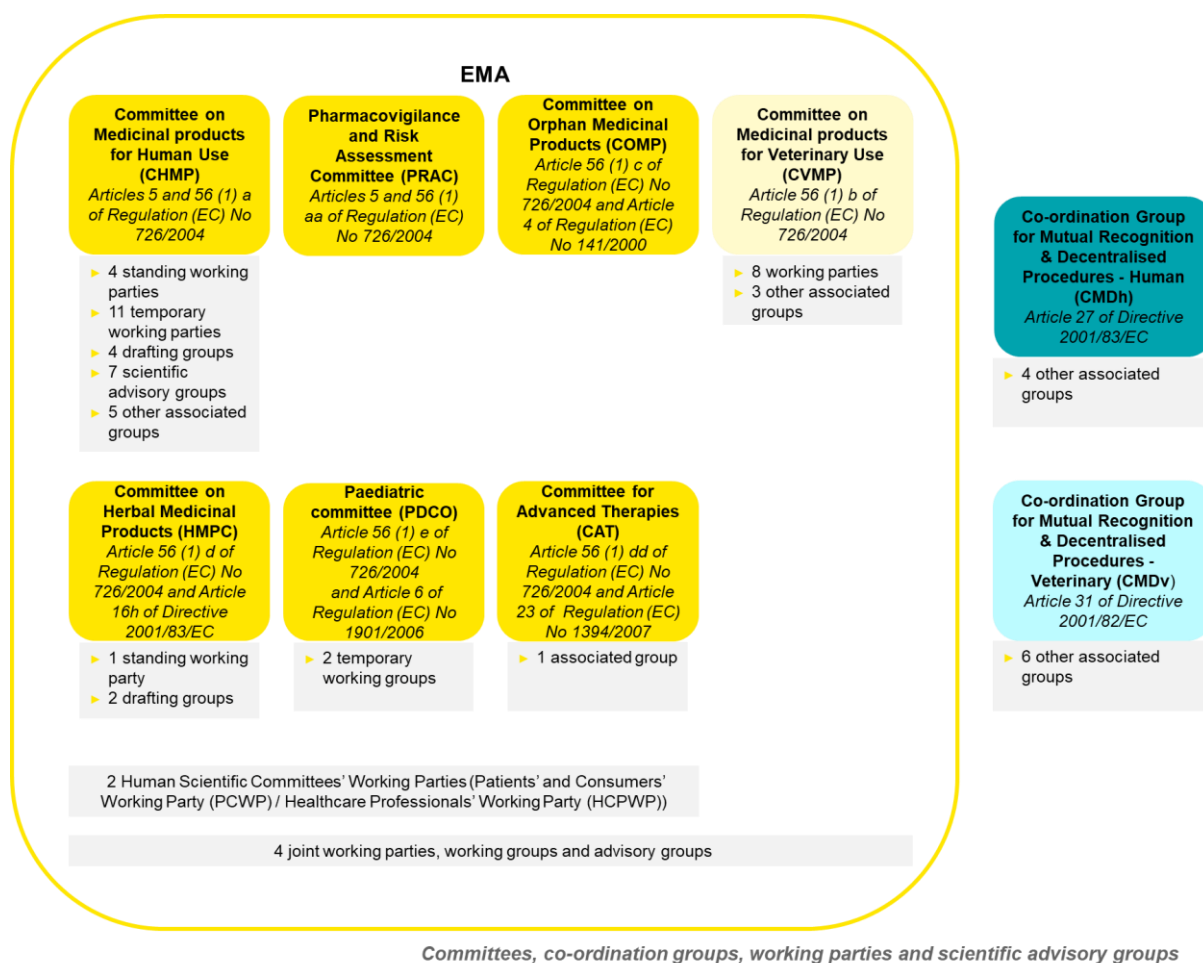 EMA
Committee on
Medicinal products
for Human Use
(CHMP)
Articles 5 and 56 (1) a
of Regulation (EC) No
726/2004
► 4 standing working
parties
► 11 temporary
working parties
► 4 drafting groups
► 7 scientific
advisory groups
► 5 other associated
groups
Pharmacovigilance
and Risk
Assessment
Committee (PRAC)
Articles 5 and 56 (1)
aa of Regulation (EC)
No 726/2004
Committee on
Orphan Medicinal
Products (COMP)
Article 56 (1) c of
Regulation (EC) No
726/2004 and Article
4 of Regulation (EC)
No 141/2000
Committee on
Medicinal products
for Veterinary Use
(CVMP)
Article 56 (1) b of
Regulation (EC) No
726/2004
► 8 working parties
► 3 other associated
groups
Co-ordination Group
for Mutual Recognition
& Decentralised
Procedures - Human
(CMDh)
Article 27 of Directive
2001/83/EC
► 4 other associated
groups
Committee on
Herbal Medicinal
Products (HMPC)
Article 56 (1) d of
Regulation (EC) No
726/2004 and Article
16h of Directive
2001/83/EC
► 1 standing working
party
► 2 drafting groups
Paediatric
committee (PDCO)
Article 56 (1) e of
Regulation (EC) No
726/2004
and Article 6 of
Regulation (EC) No
1901/2006
► 2 temporary
working groups
Committee for
Advanced Therapies
(CAT)
Article 56 (1) dd of
Regulation (EC) No
726/2004 and Article
23 of Regulation (EC)
No 1394/2007
► 1 associated group
Co-ordination Group
for Mutual Recognition
& Decentralised
Procedures -
Veterinary (CMDv)
Article 31 of Directive
2001/82/EC
► 6 other associated
groups
2 Human Scientific Committees' Working Parties (Patients' and Consumers'
Working Party (PCWP) / Healthcare Professionals' Working Party (HCPWP))
4 joint working parties, working groups and advisory groups
Committees, co-ordination groups, working parties and scientific advisory groups